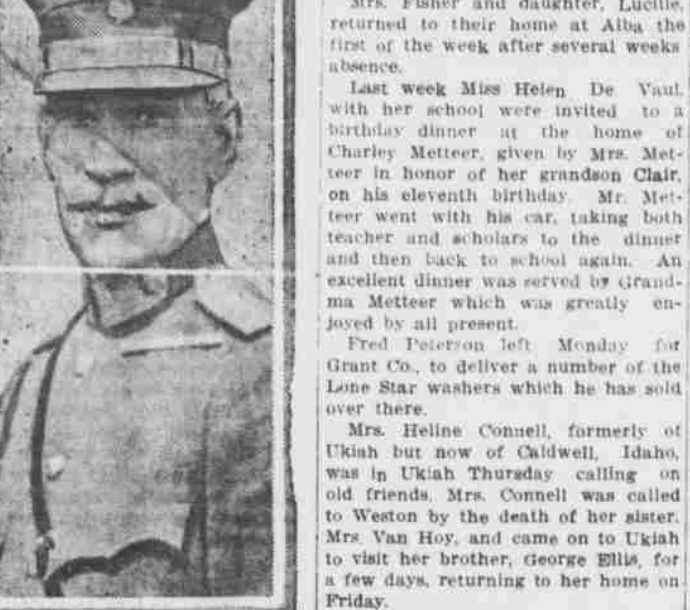 Mrs. Fisher and daughter, Lucille,
returned to their home at Alba the
first of the week after several weeks
absence.
Last week Miss Helen De Vaul,
with her school were invited to a
birthday dinner at the home of
Charley Metteer, given by Mrs. Met-
teer in honor of her grandson Clair,
on his eleventh birthday. Mr. Met-
teer went with his car, taking both
teacher and scholars to the dinner
and then back to school again. An
excellent dinner was served by Grand-
ma Metteer which was greatly en-
joyed by all present.
Fred Peterson left Monday for
Grant Co., to deliver a number of the
Lone Star washers which he has sold
over there.
Mrs. Heline Connell, formerly of
Ukiah but now of Caldwell, Idaho,
was in Ukiah Thursday calling on
old friends. Mrs. Connell was called
to Weston by the death of her sister,
Mrs. Van Hoy, and came on to Ukiah
to visit her brother, George Ellis, for
a few days, returning to her home on
Friday.